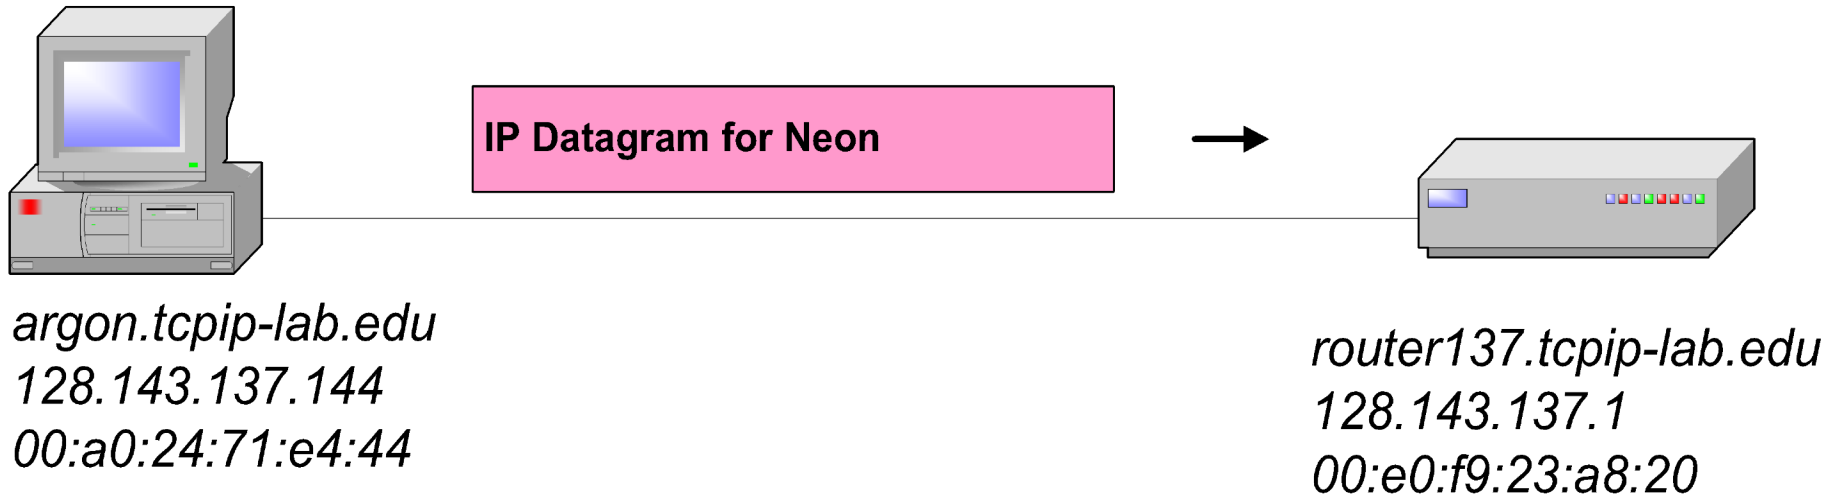 IP Datagram for Neon
argon.tcpip-lab.edu
128.143.137.144
00:a0:24:71:e4:44
router137.tcpip-lab.edu
128.143.137.1
00:e0:f9:23:a8:20